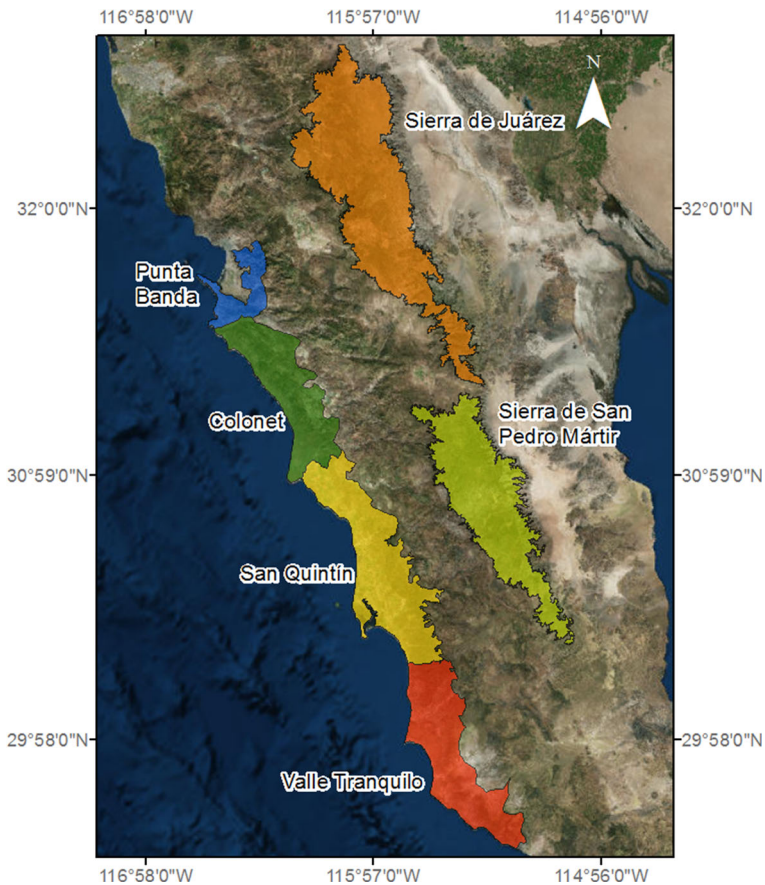 116°58'0"W
115°57'0"W
114°56'0"W
N
Sierra de Juárez
32°0'0"N
32°0'0"N
Punta
Banda
Sierra de San
Pedro Mártir
Colonet
30°59'0"N
30°59'0"N
San Quintín
29°58'0"N
29°58'0"N
Valle Tranquilo
116°58'0"W
115°57'0"W
114°56'0"W